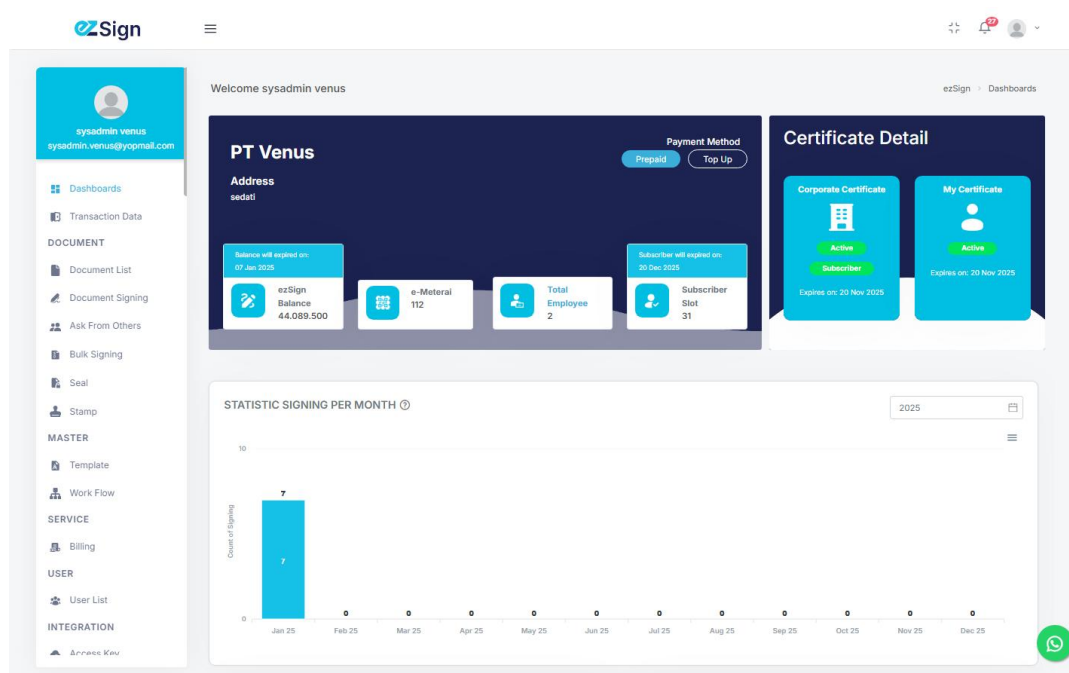 ezSign
27
sysadmin venus
sysadmin.venus@yopmail.com
Dashboards
Transaction Data
DOCUMENT
Document List
Document Signing
Ask From Others
Bulk Signing
Seal
Stamp
MASTER
Template
Work Flow
SERVICE
Billing
USER
User List
INTEGRATION
Access Key
Welcome sysadmin venus
ezSign > Dashboards
PT Venus
Address
sedati
Payment Method
Prepaid
Top Up
Balance will expired on:
07 Jan 2025
ezSign
Balance
44.089.500
e-Meterai
112
Total
Employee
2
Subscriber will expired on:
20 Dec 2025
Subscriber
Slot
31
Certificate Detail
Corporate Certificate
Active
Subscriber
Expires on: 20 Nov 2025
My Certificate
Active
Expires on: 20 Nov 2025
STATISTIC SIGNING PER MONTH
2025
Count of Signing
10
0
7
7
0
0
0
0
0
0
0
0
0
0
0
Jan 25
Feb 25
Mar 25
Apr 25
May 25
Jun 25
Jul 25
Aug 25
Sep 25
Oct 25
Nov 25
Dec 25